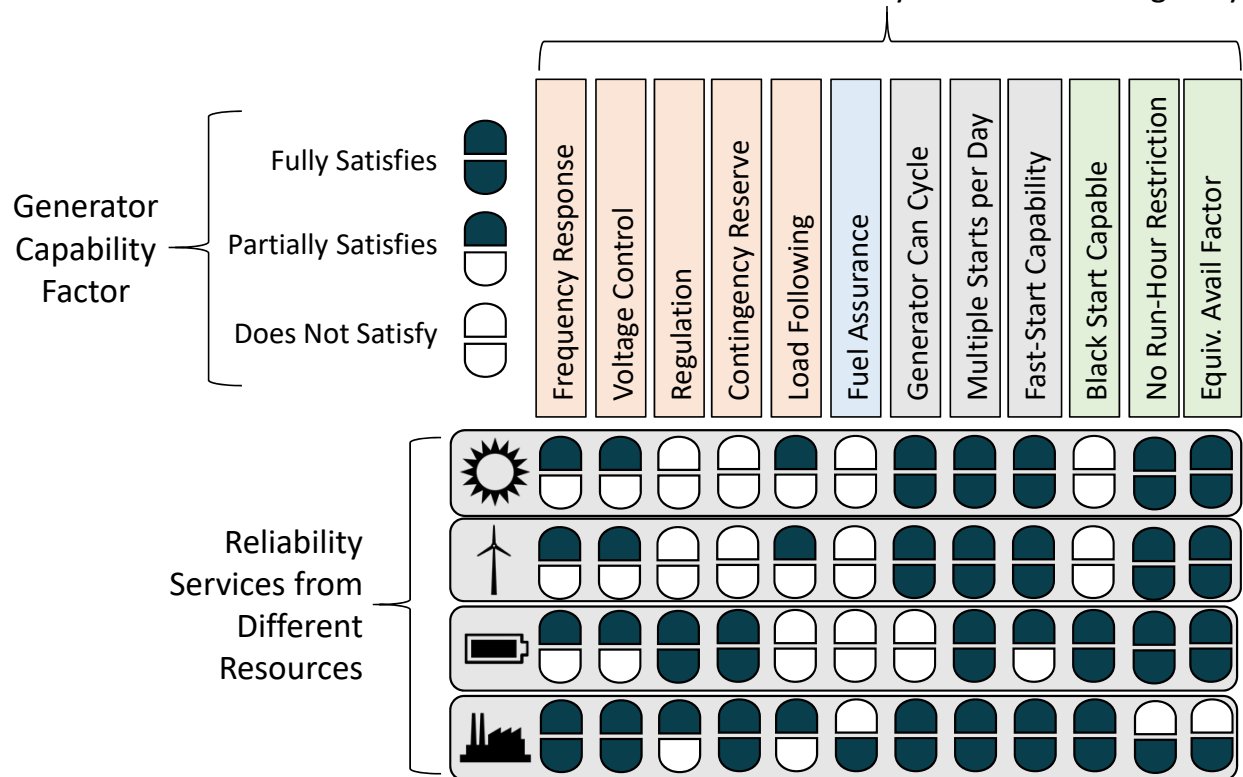 Fully Satisfies
Partially Satisfies
Does Not Satisfy
Generator
Capability
Factor
Frequency Response
Voltage Control
Regulation
Contingency Reserve
Load Following
Fuel Assurance
Generator Can Cycle
Multiple Starts per Day
Fast-Start Capability
Black Start Capable
No Run-Hour Restriction
Equiv. Avail Factor
Reliability
Services from
Different
Resources